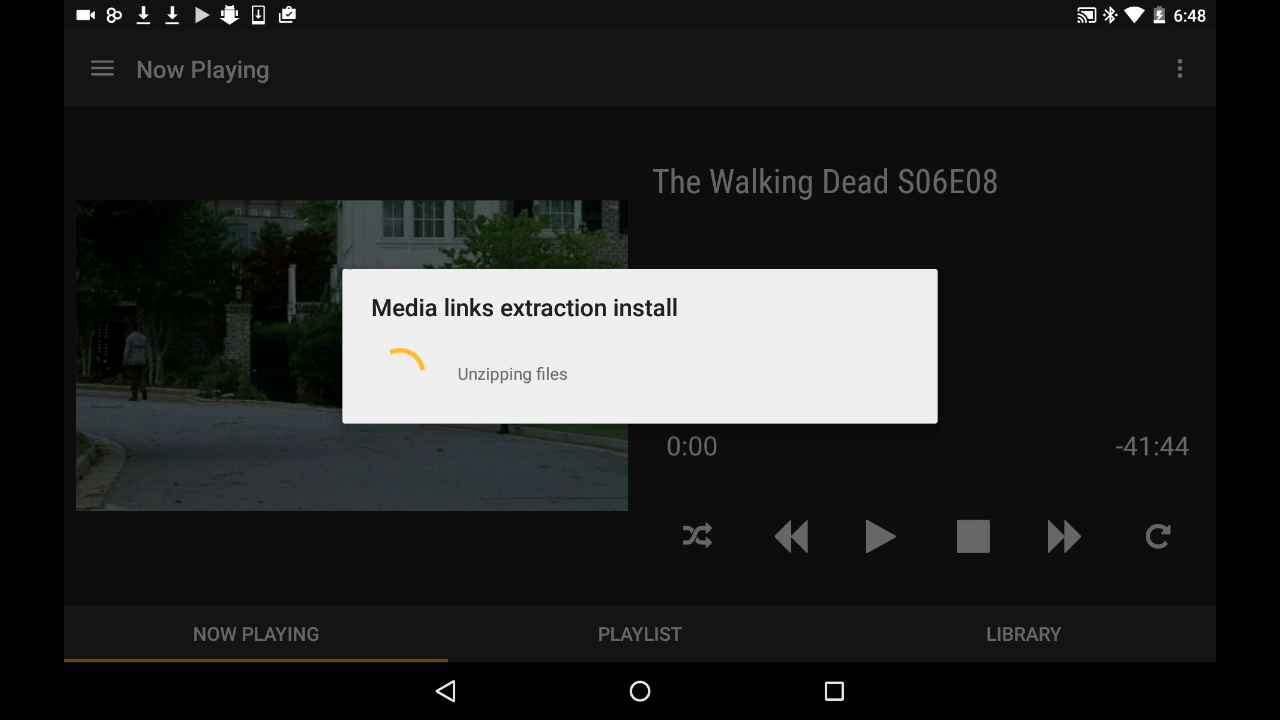 6:48
Now Playing
The Walking Dead S06E08
Media links extraction install
Unzipping files
0:00
-41:44
NOW PLAYING
PLAYLIST
LIBRARY